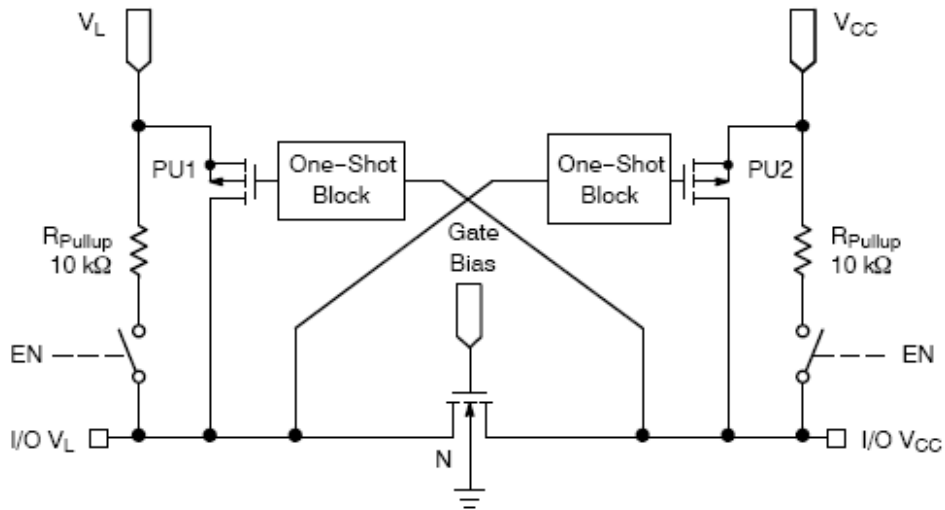 VL
VCC
PU1
One–Shot
Block
One–Shot
Block
PU2
RPullup
10 kΩ
Gate
Bias
RPullup
10 kΩ
EN
EN
I/O VL
N
I/O VCC